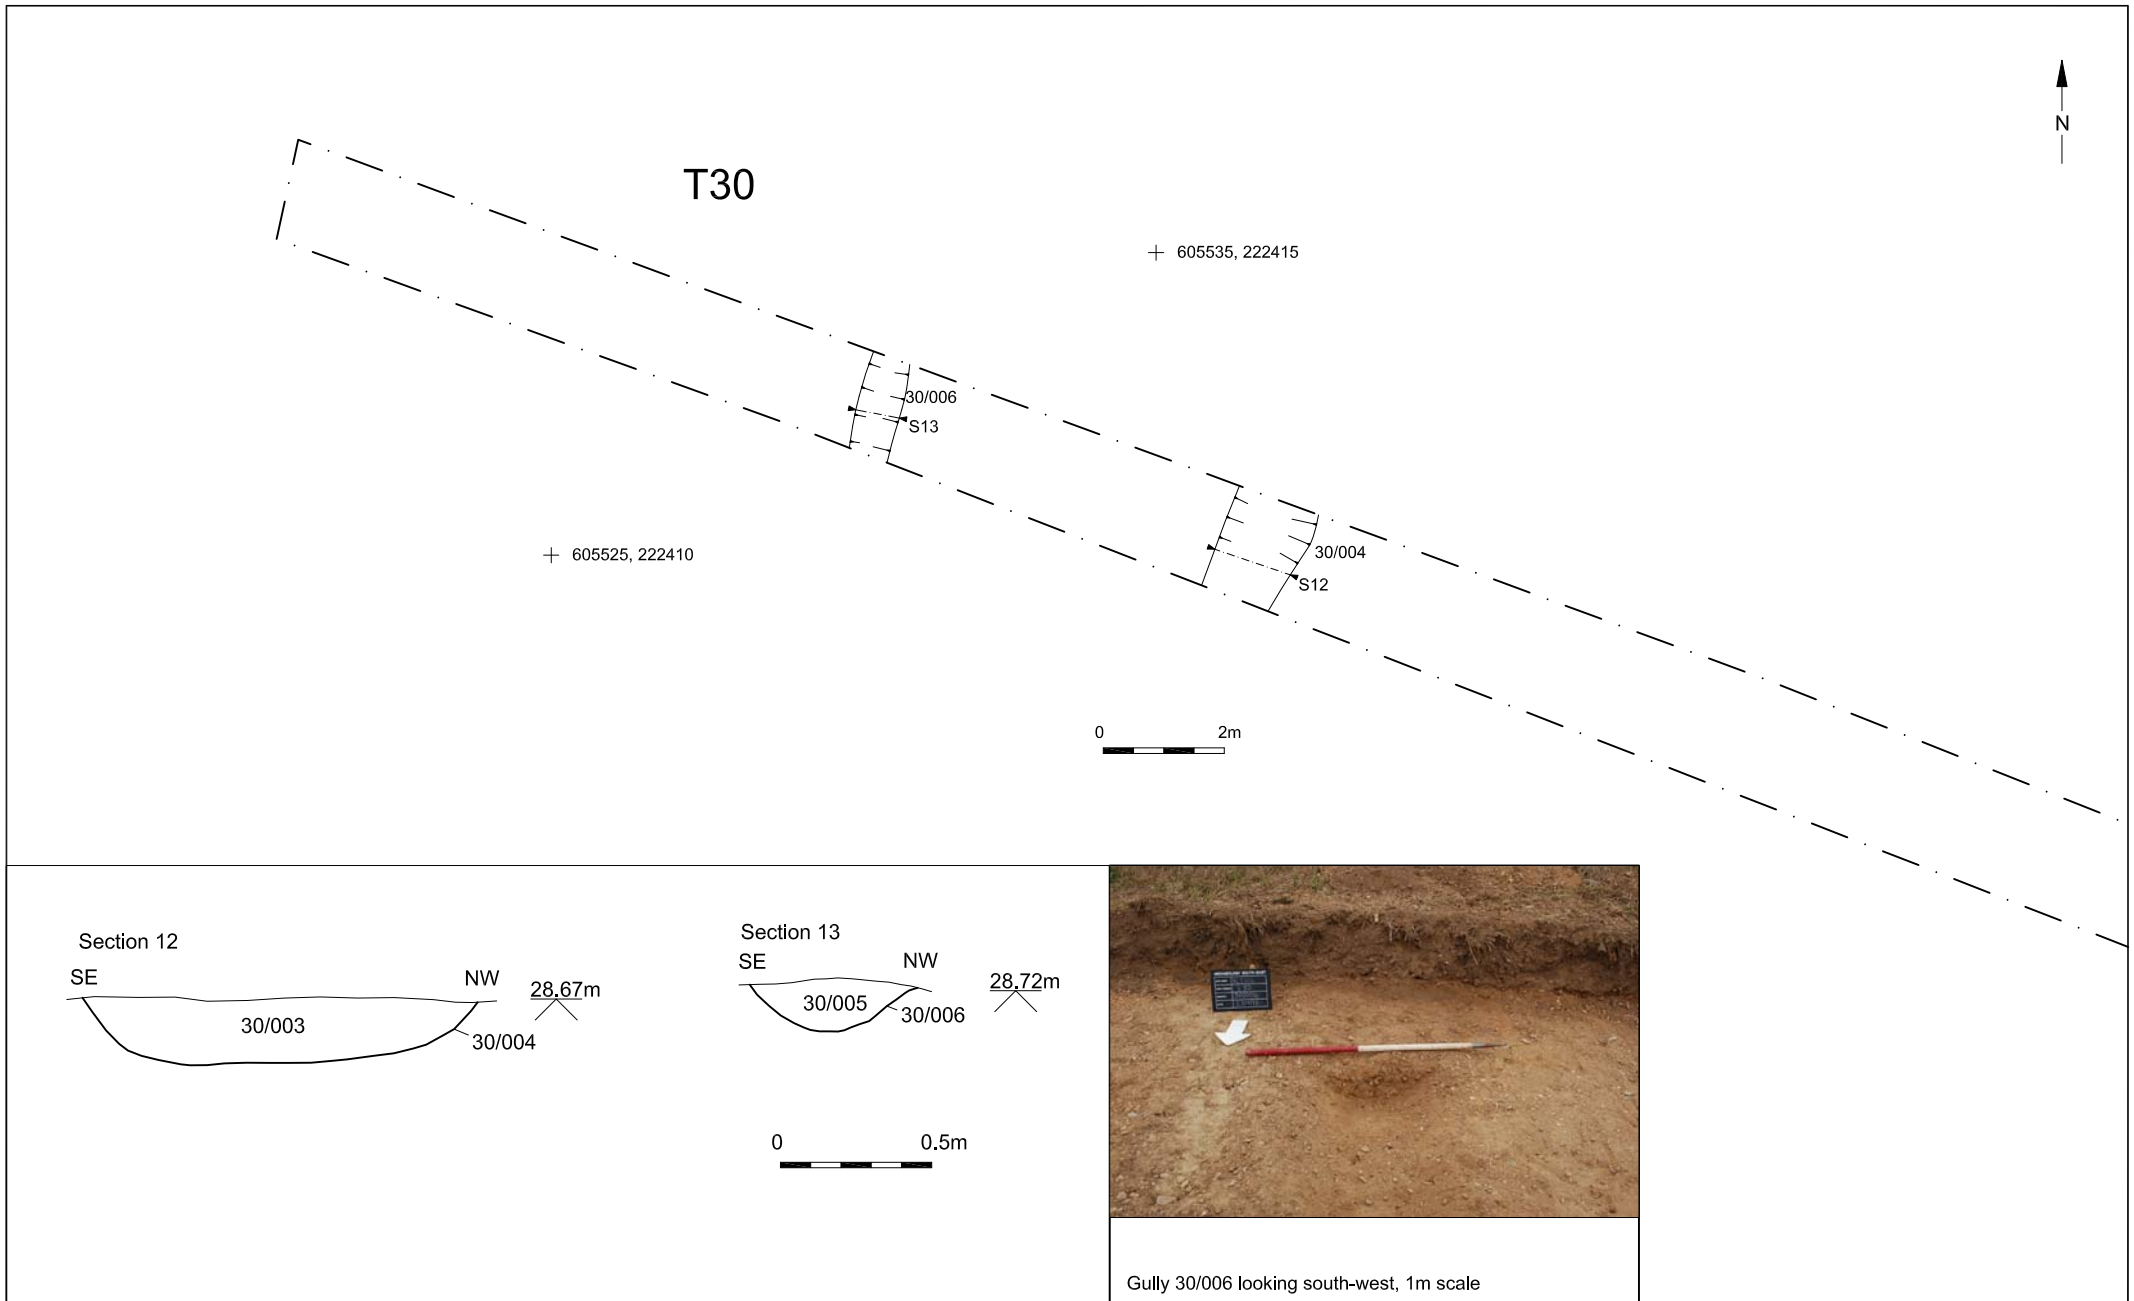 T30
N
605535, 222415
30/006
S13
605525, 222410
30/004
S12
0 2m
Section 12
SE NW
28.67m
30/003
30/004
Section 13
SE NW
28.72m
30/005
30/006
0 0.5m
Gully 30/006 looking south-west, 1m scale